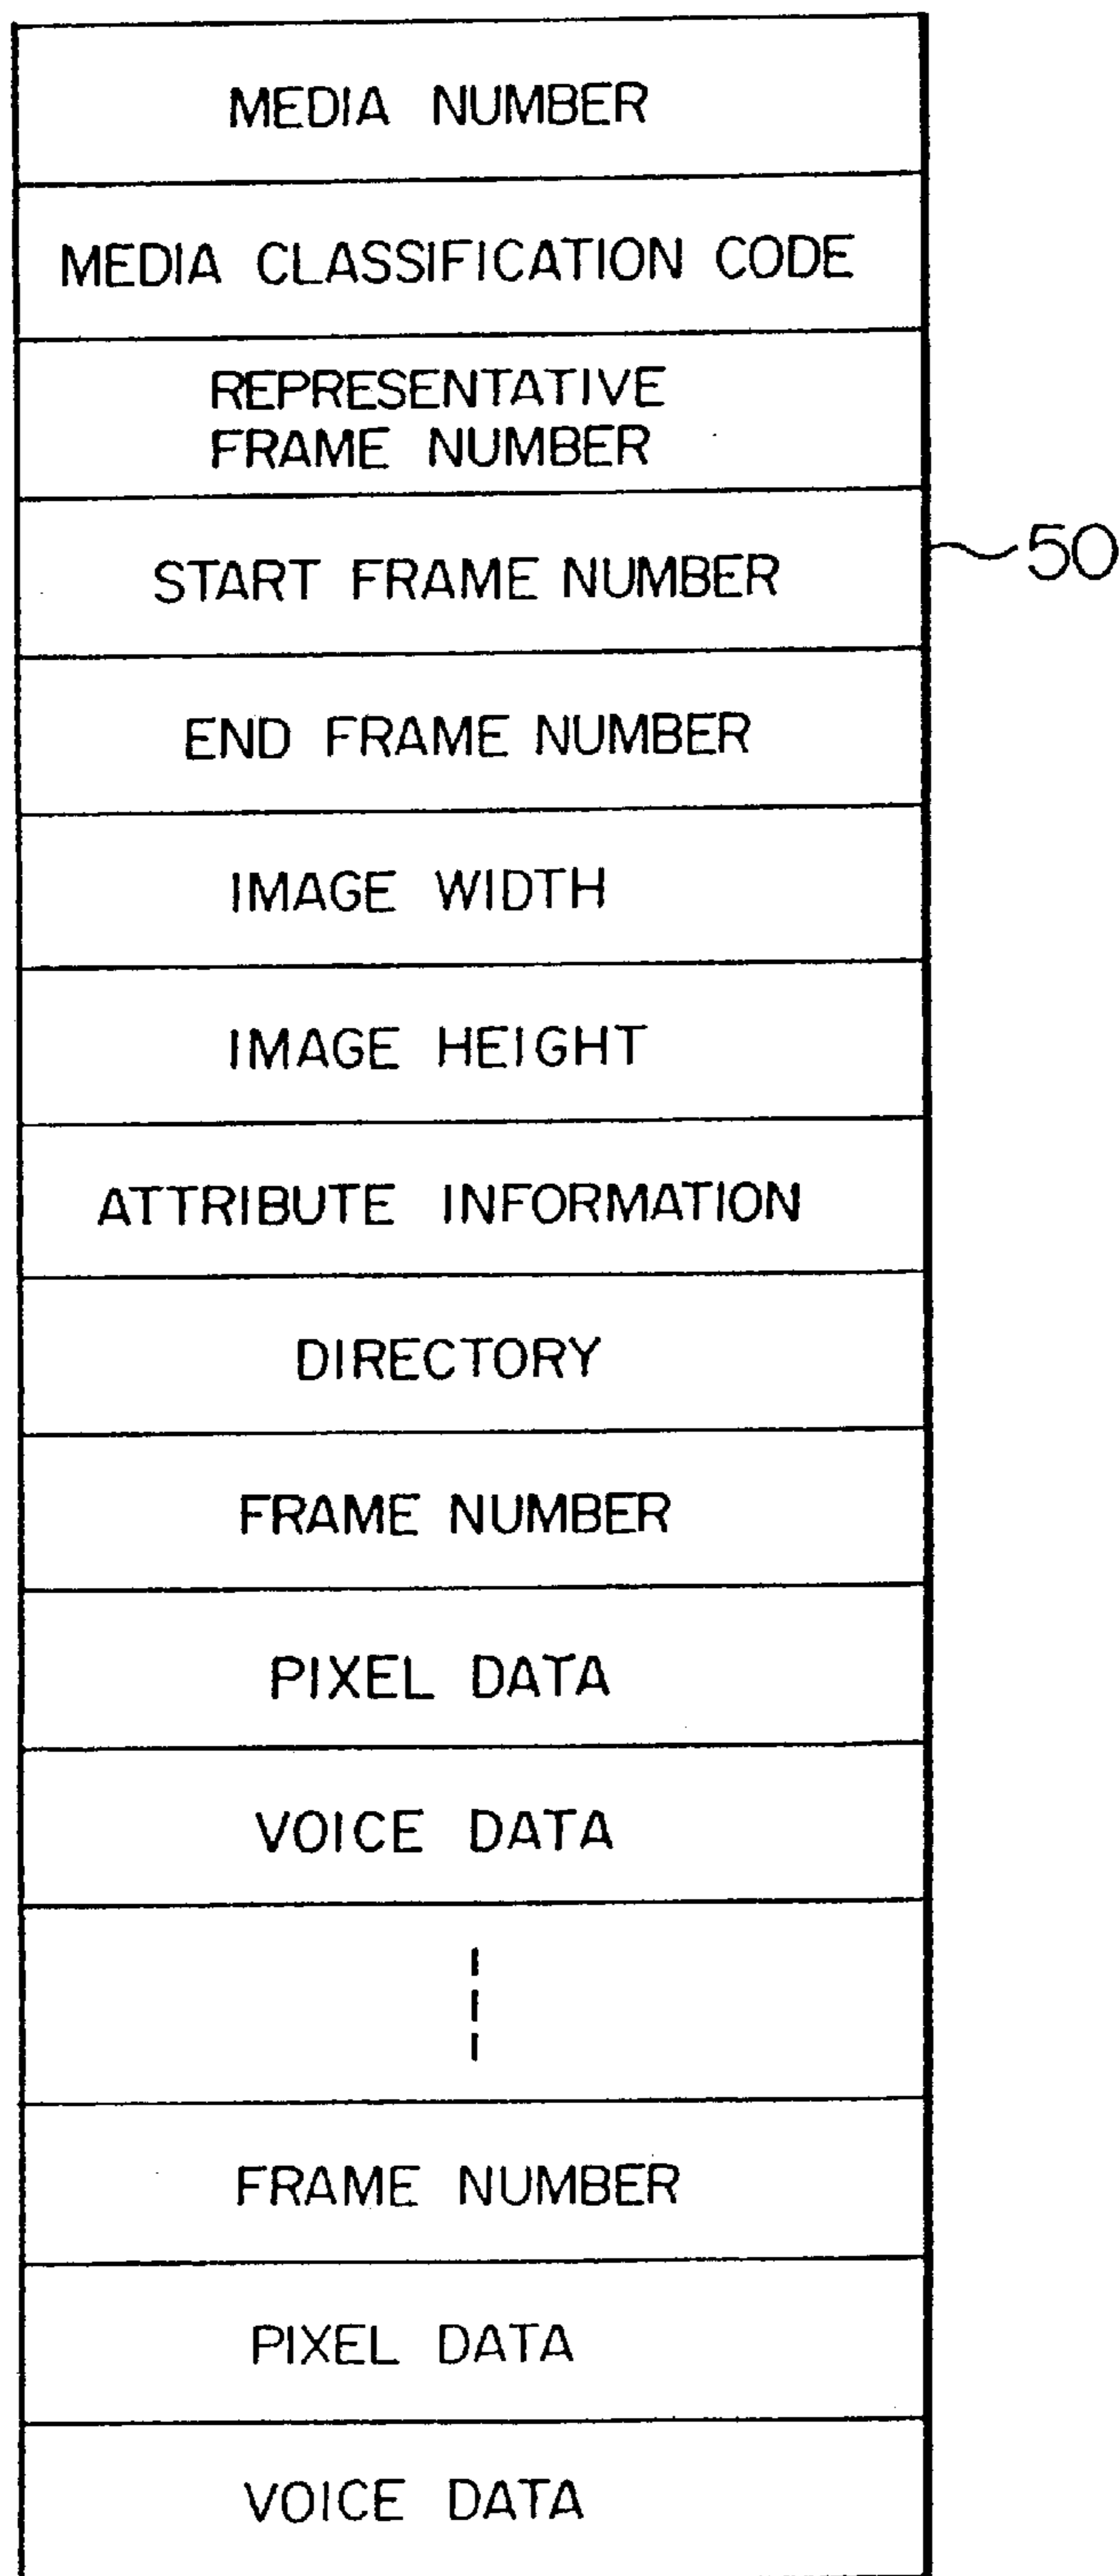 MEDIA NUMBER
MEDIA CLASSIFICATION CODE
REPRESENTATIVE
FRAME NUMBER
START FRAME NUMBER
50
END FRAME NUMBER
IMAGE WIDTH
IMAGE HEIGHT
ATTRIBUTE INFORMATION
DIRECTORY
FRAME NUMBER
PIXEL DATA
VOICE DATA
FRAME NUMBER
PIXEL DATA
VOICE DATA